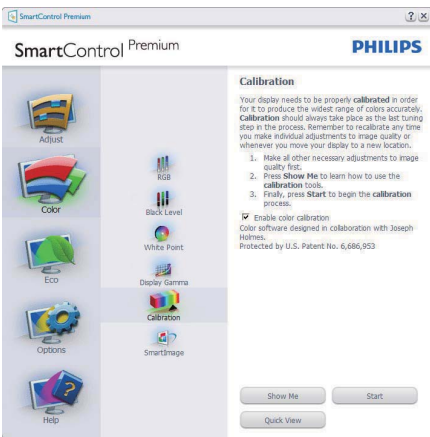 SmartControl Premium
? ×
SmartControl Premium
PHILIPS
Adjust
Color
Eco
Options
Help
RGB
Black Level
White Point
Display Gamma
Calibration
SmartImage
Calibration
Your display needs to be properly calibrated in order
for it to produce the widest range of colors accurately.
Calibration should always take place as the last tuning
step in the process. Remember to recalibrate any time
you make individual adjustments to image quality or
whenever you move your display to a new location.
1. Make all other necessary adjustments to image
quality first.
2. Press Show Me to learn how to use the
calibration tools.
3. Finally, press Start to begin the calibration
process.
Enable color calibration
Color software designed in collaboration with Joseph
Holmes.
Protected by U.S. Patent No. 6,686,953
Show Me
Start
Quick View